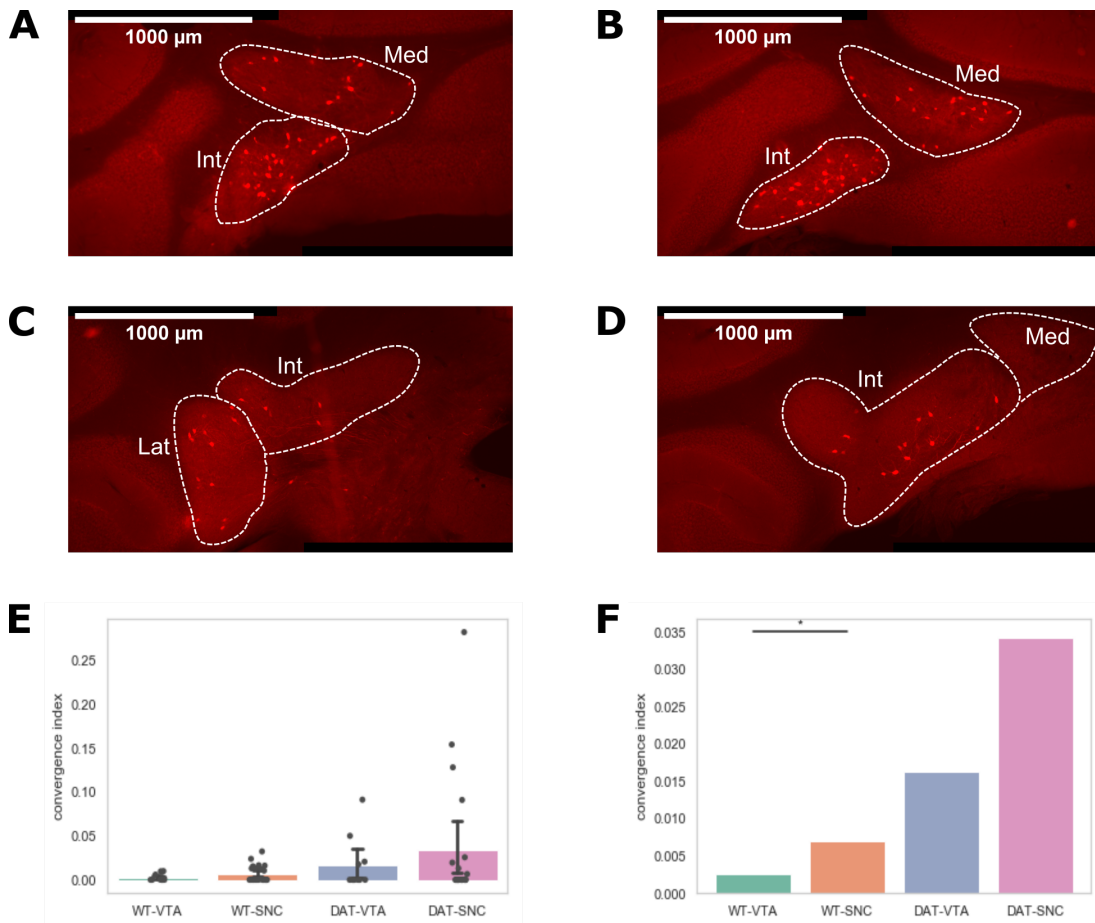 A
1000 µm
Med
Int
B
1000 µm
Med
Int
C
1000 µm
Int
Lat
D
1000 µm
Med
Int
E
convergence index
0.25
0.20
0.15
0.10
0.05
0.00
WT-VTA WT-SNC DAT-VTA DAT-SNC
F
*
convergence index
0.035
0.030
0.025
0.020
0.015
0.010
0.005
0.000
WT-VTA WT-SNC DAT-VTA DAT-SNC